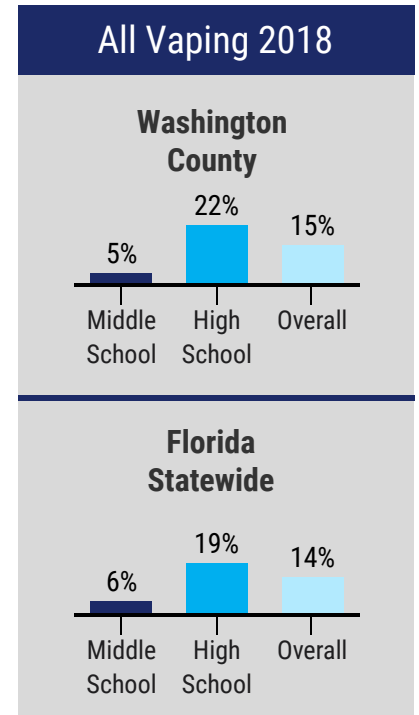 All Vaping 2018
Washington
County
22%
15%
5%
Middle High Overall
School School
Florida
Statewide
19%
14%
6%
Middle High Overall
School School